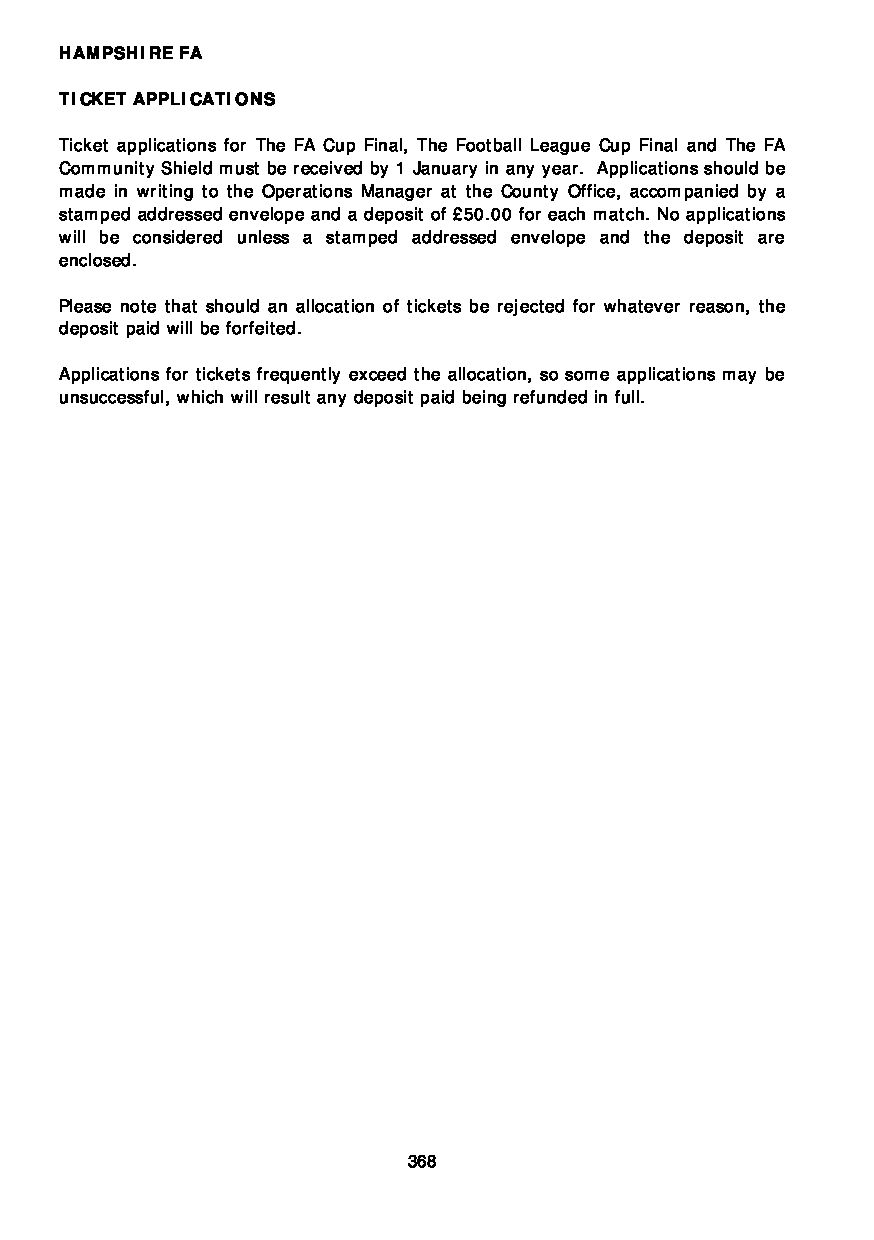 HAMPSHIRE FA
TICKET APPLICATIONS
Ticket applications for The FA Cup Final, The Football League Cup Final and The FA
Community Shield must be received by 1 January in any year.  Applications should be
made in writing to the Operations Manager at the County Office, accompanied by a
stamped addressed envelope and a deposit of £50.00 for each match. No applications
will be considered unless a stamped addressed envelope and the deposit are
enclosed.
Please note that should an allocation of tickets be rejected for whatever reason, the
deposit paid will be forfeited.
Applications for tickets frequently exceed the allocation, so some applications may be
unsuccessful, which will result any deposit paid being refunded in full.
368